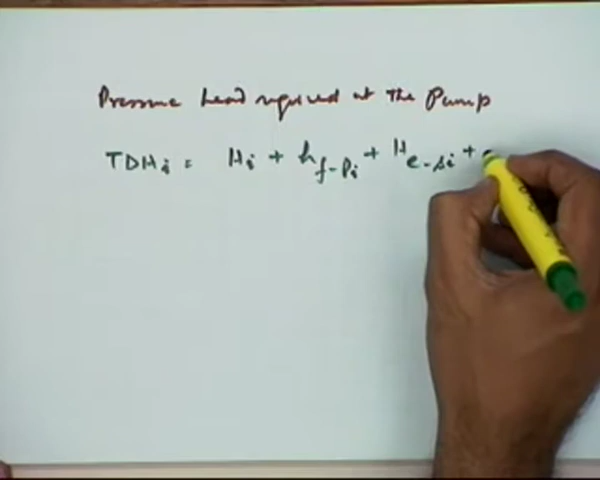 Pressure head required at the Pump
TDHi = Hi + hf-pi + He-si +